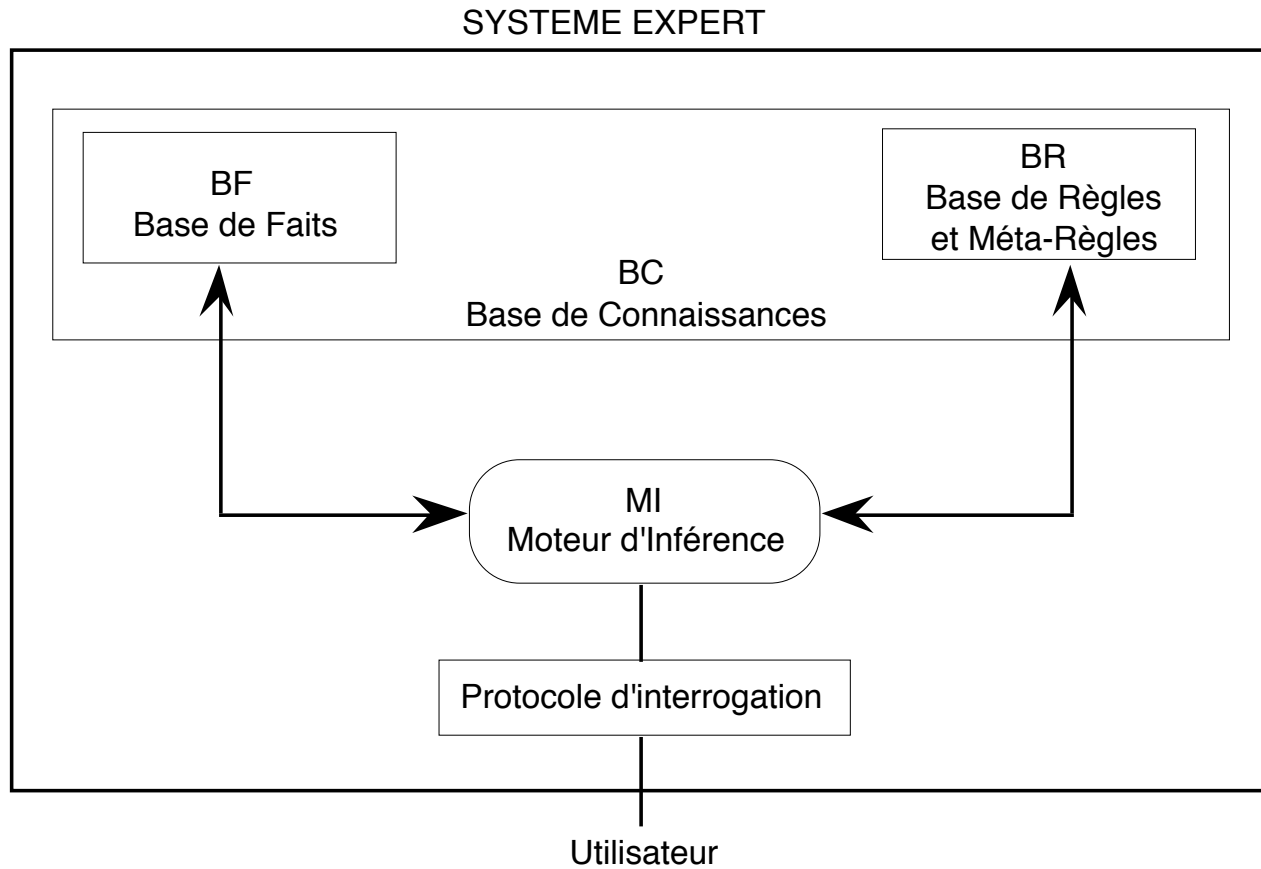 SYSTEME EXPERT
BF
Base de Faits
BR
Base de Règles
et Méta-Règles
BC
Base de Connaissances
MI
Moteur d'Inférence
Protocole d'interrogation
Utilisateur